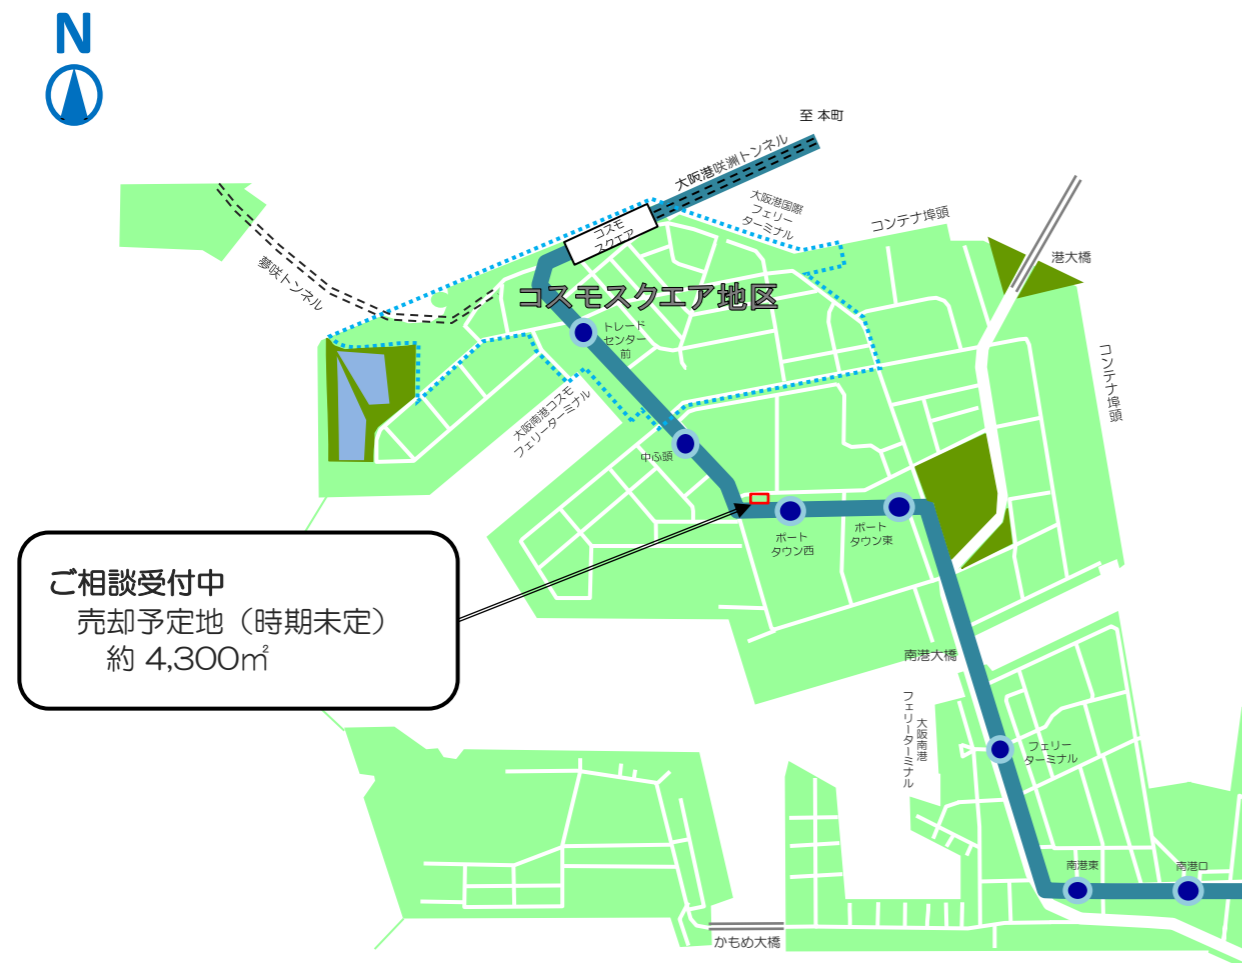 N
至 本町
大阪港咲洲トンネル
大阪港国際
フェリー
ターミナル
コンテナ埠頭
コスモ
スクエア
港大橋
夢咲トンネル
コスモスクエア地区
トレード
センター
前
コンテナ埠頭
大阪南港コスモ
フェリーターミナル
中ふ頭
ポート
タウン西
ポート
タウン東
ご相談受付中
売却予定地（時期未定）
約 4,300㎡
南港大橋
大阪南港
フェリーターミナル
フェリー
ターミナル
南港東
南港口
かもめ大橋